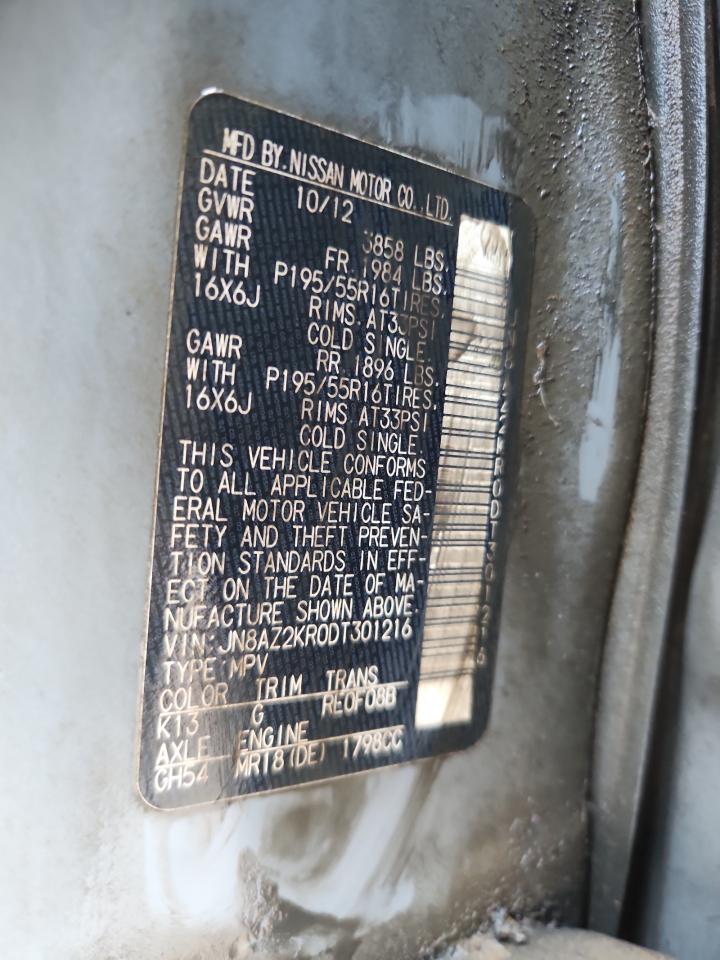 MFD BY.NISSAN MOTOR CO.,LTD.
DATE 10/12
GVWR 3858 LBS.
GAWR FR.1984 LBS.
WITH P195/55R16TIRES.
16X6J RIMS.AT33PSI
COLD SINGLE.
GAWR RR.1896 LBS.
WITH P195/55R16TIRES.
16X6J RIMS.AT33PSI
COLD SINGLE.
THIS VEHICLE CONFORMS
TO ALL APPLICABLE FED-
ERAL MOTOR VEHICLE SA-
FETY AND THEFT PREVEN-
TION STANDARDS IN EFF-
ECT ON THE DATE OF MA-
NUFACTURE SHOWN ABOVE.
VIN:JN8AZ2KR0DT301216
TYPE:MPV
COLOR TRIM TRANS
K13 G RE0F08B
AXLE ENGINE
GH54 MR18(DE) 1798CC